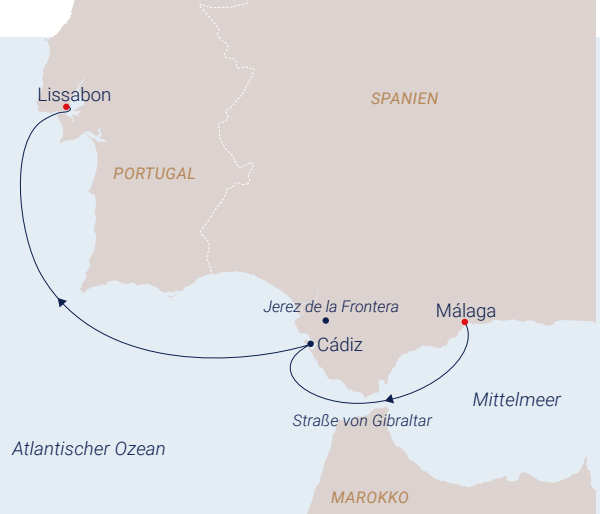 Lissabon
SPANIEN
PORTUGAL
Jerez de la Frontera
Málaga
Cádiz
Mittelmeer
Straße von Gibraltar
Atlantischer Ozean
MAROKKO